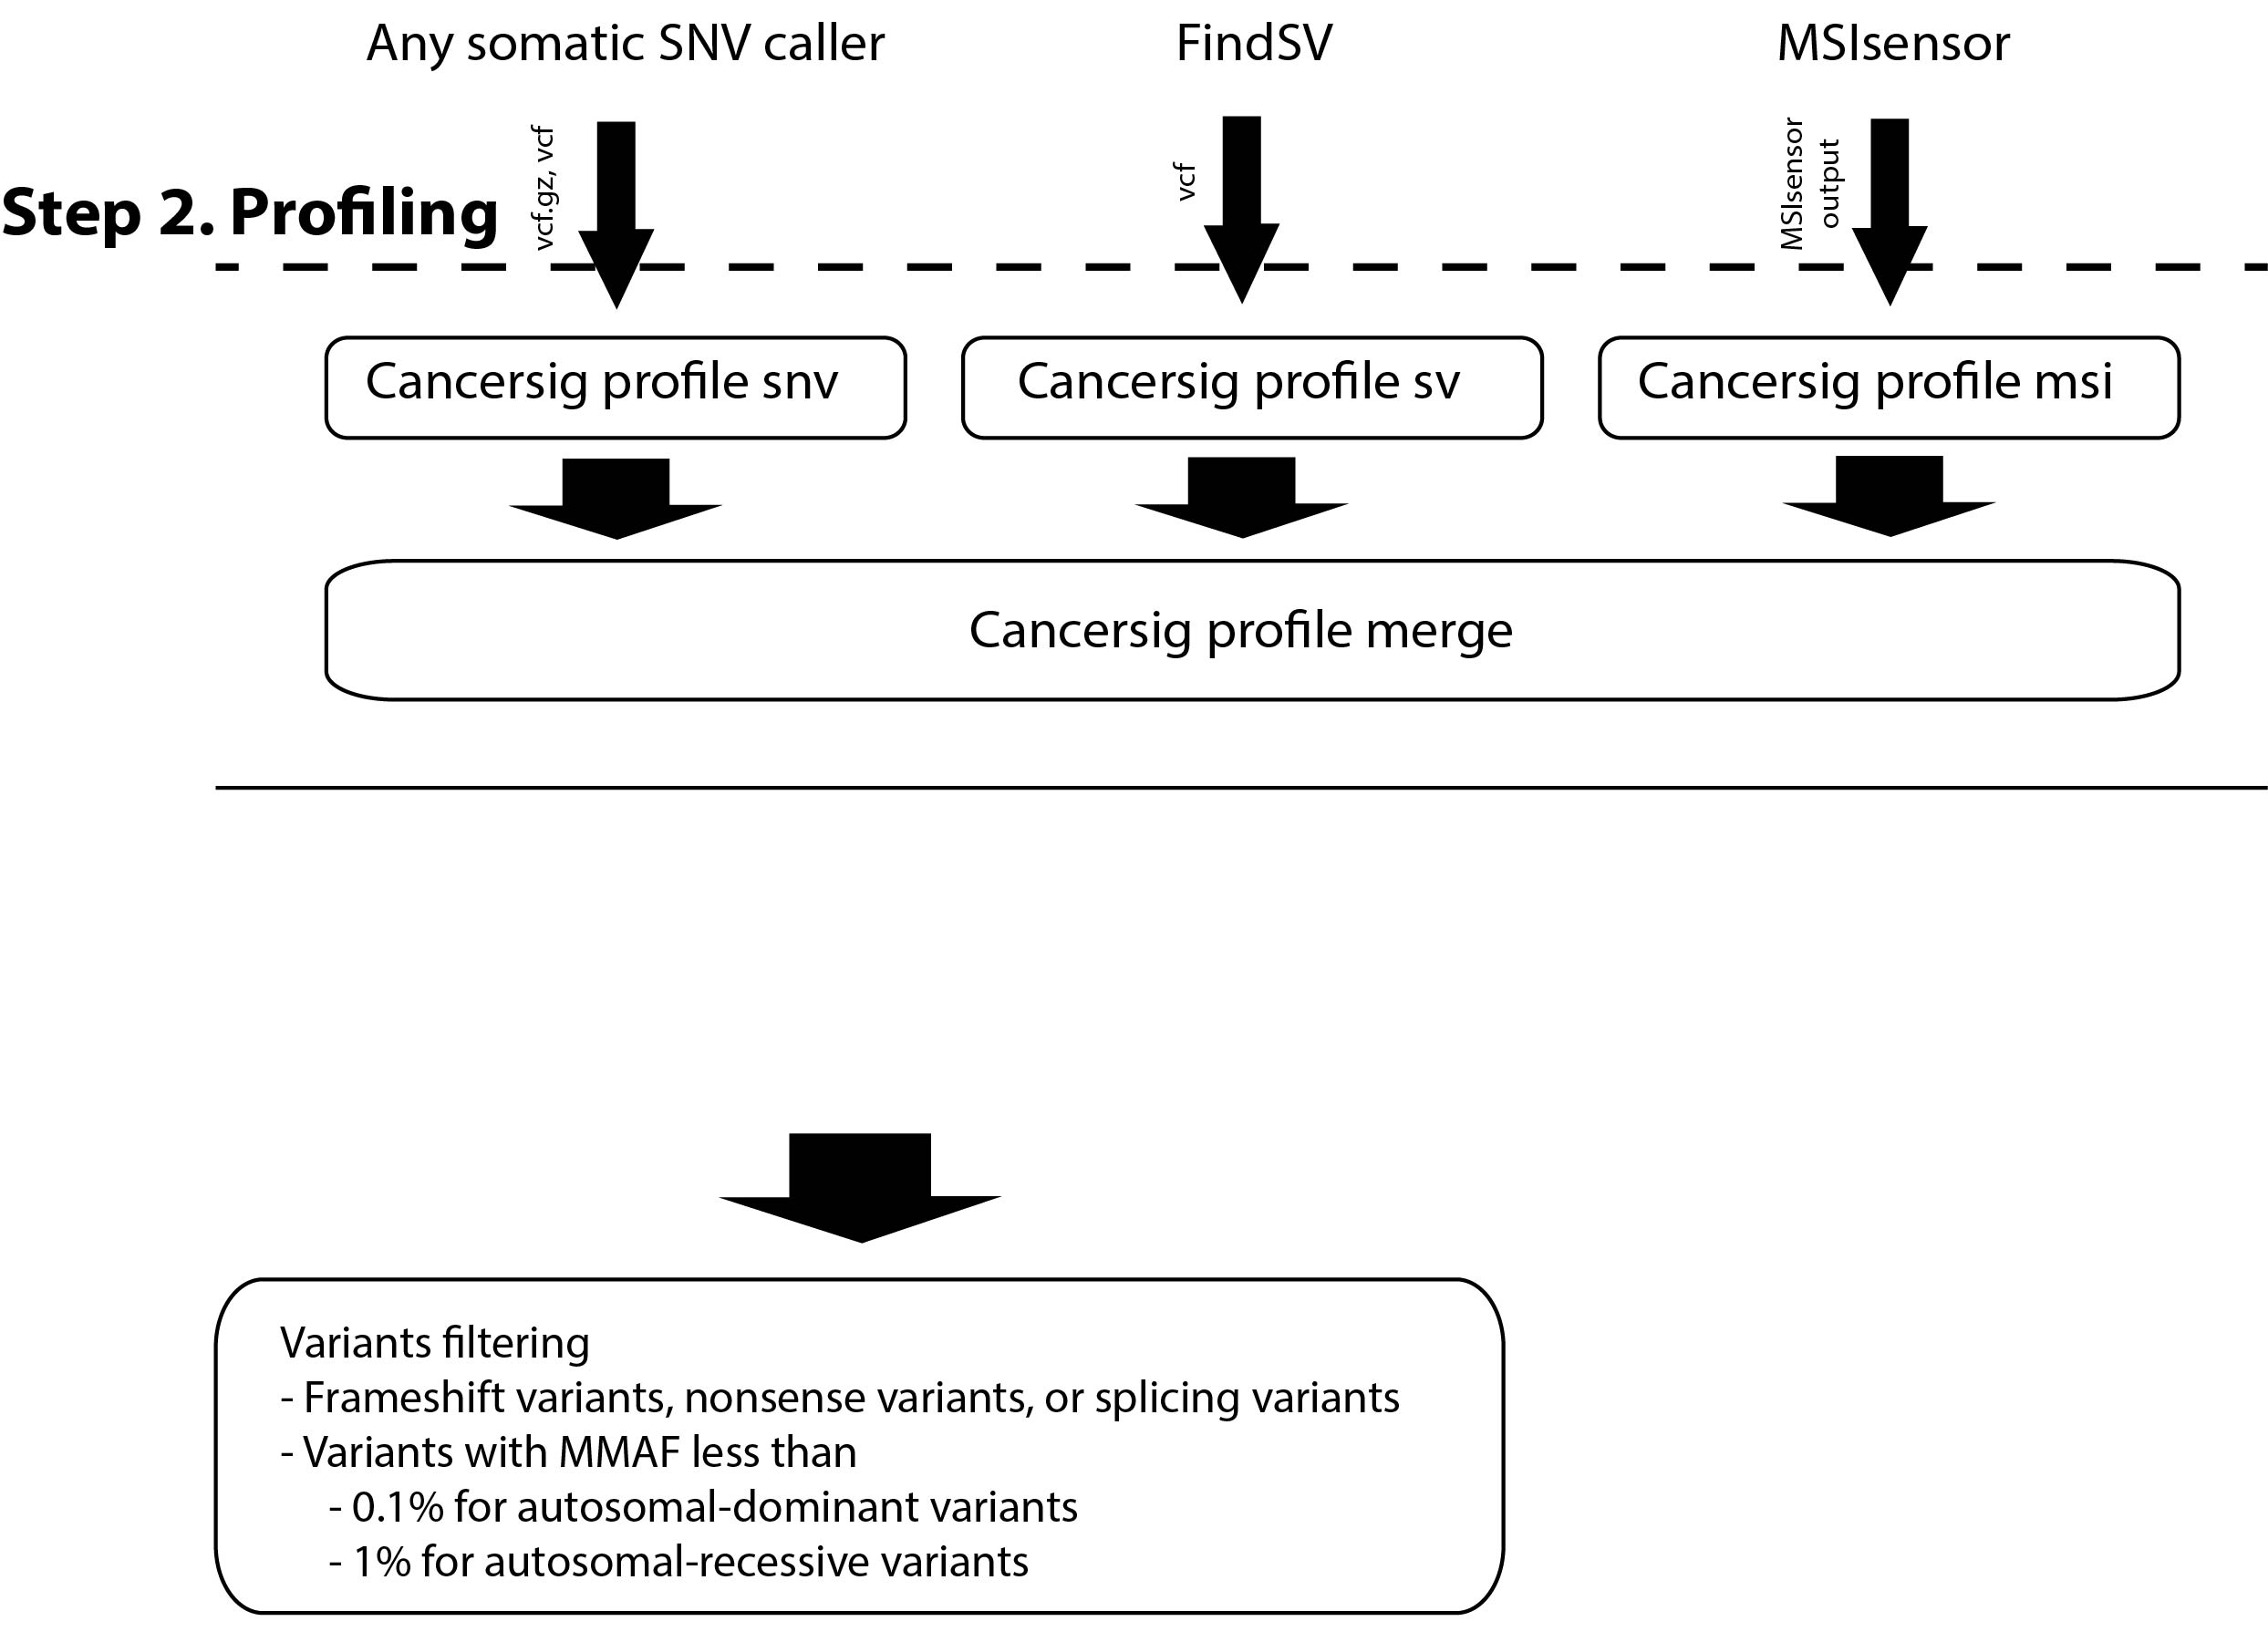 Any somatic SNV caller
FindSV
MSIsensor
vcf.gz, vcf
vcf
MSIsensor
output
Step 2. Profiling
Cancersig profile snv
Cancersig profile sv
Cancersig profile msi
Cancersig profile merge
Variants filtering
- Frameshift variants, nonsense variants, or splicing variants
- Variants with MMAF less than
- 0.1% for autosomal-dominant variants
- 1% for autosomal-recessive variants